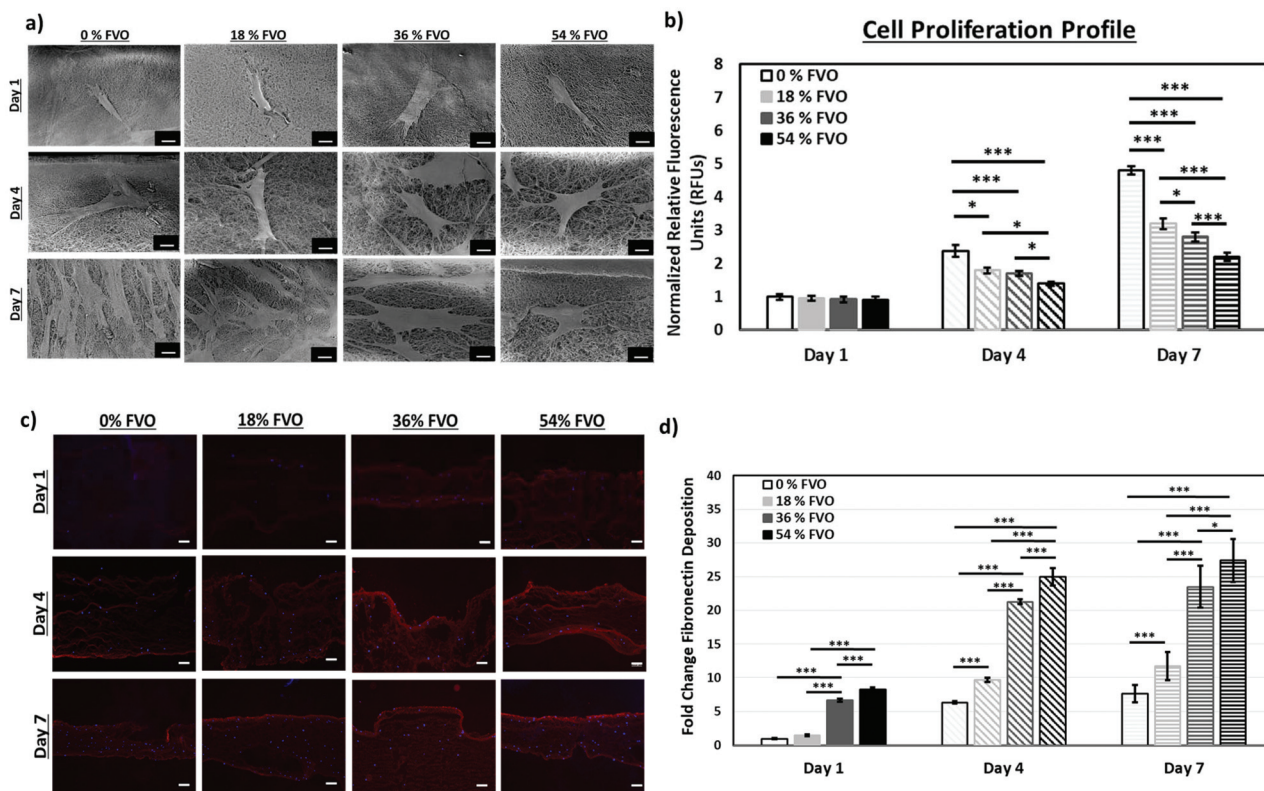 a)
0 % FVO 18 % FVO 36 % FVO 54 % FVO
Day 1
Day 4
Day 7
b)
Cell Proliferation Profile
Normalized Relative Fluorescence
Units (RFUs)
8
7
6
5
4
3
2
1
0
0 % FVO
18 % FVO
36 % FVO
54 % FVO
***
***
*
*
*
***
***
***
***
*
***
Day 1 Day 4 Day 7
c)
0% FVO 18% FVO 36% FVO 54% FVO
Day 1
Day 4
Day 7
d)
Fold Change Fibronectin Deposition
40
35
30
25
20
15
10
5
0
0 % FVO
18 % FVO
36 % FVO
54 % FVO
***
***
***
***
***
***
***
***
***
***
***
***
***
*
***
***
***
Day 1 Day 4 Day 7